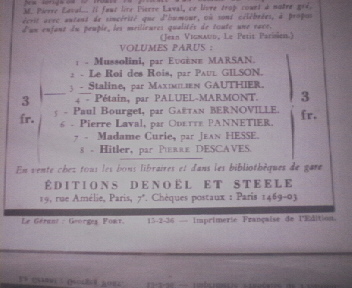 M. Pierre Laval... Il faut lire Pierre Laval, ce livre trop court à notre gré,
écrit avec autant de sincérité que d'humour, où sont célébrées, à propos
d'un enfant du peuple, les meilleures qualités de toute une race.
(JEAN VIGNAUD, Le Petit Parisien.)
VOLUMES PARUS :
1 - Mussolini, par EUGÈNE MARSAN.
2 - Le Roi des Rois, par PAUL GILSON.
3 - Staline, par MAXIMILIEN GAUTHIER.
4 - Pétain, par PALUEL-MARMONT.
5 - Paul Bourget, par GAËTAN BERNOVILLE.
6 - Pierre Laval, par ODETTE PANNETIER.
7 - Madame Curie, par JEAN HESSE.
8 - Hitler, par PIERRE DESCAVES.
3 fr.
3 fr.
En vente chez tous les bons libraires et dans les bibliothèques de gare
ÉDITIONS DENOËL ET STEELE
19, rue Amélie, Paris, 7e. Chèques postaux : Paris 1469-03
Le Gérant : Georges PORT. 15-2-36 — Imprimerie Française de l'Edition.